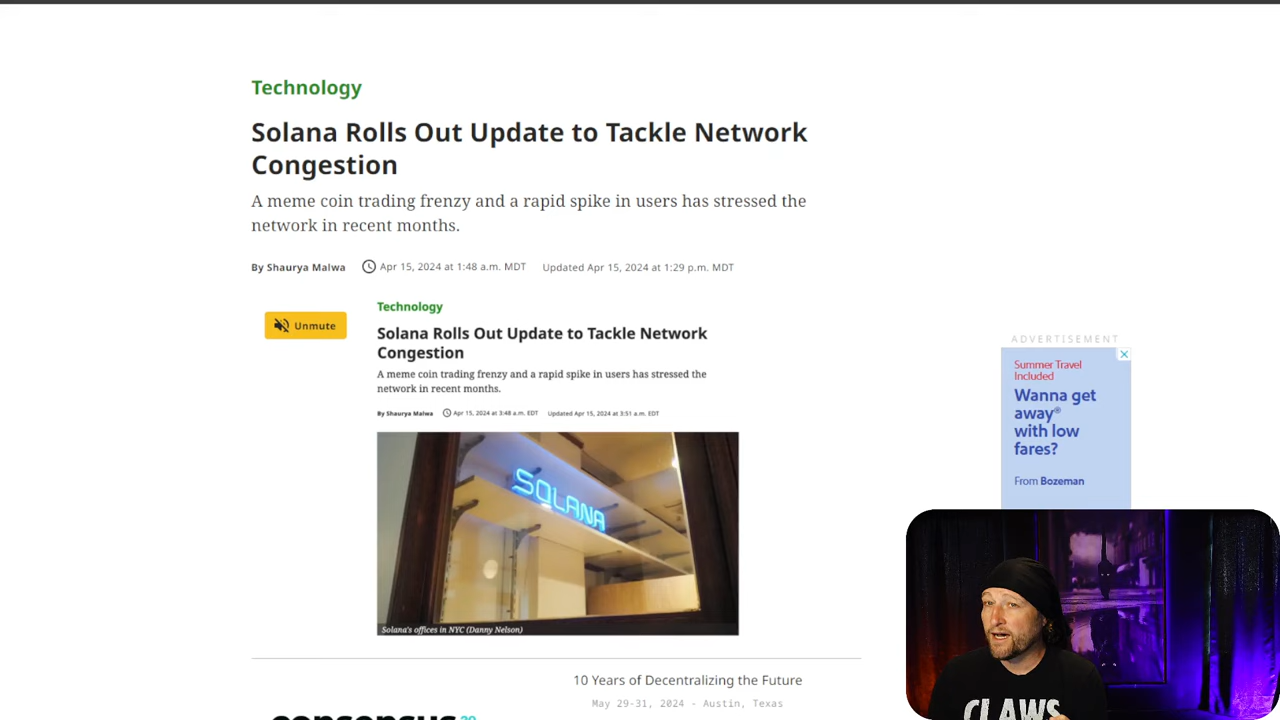 Technology
Solana Rolls Out Update to Tackle Network
Congestion
A meme coin trading frenzy and a rapid spike in users has stressed the
network in recent months.
By Shaurya Malwa Apr 15, 2024 at 1:48 a.m. MDT Updated Apr 15, 2024 at 1:29 p.m. MDT
Unmute
Technology
Solana Rolls Out Update to Tackle Network
Congestion
A meme coin trading frenzy and a rapid spike in users has stressed the
network in recent months.
By Shaurya Malwa Apr 15, 2024 at 3:48 a.m. EDT Updated Apr 15, 2024 at 3:51 a.m. EDT
SOLANA
Solana's offices in NYC (Danny Nelson)
ADVERTISEMENT
Summer Travel
Included
Wanna get
away®
with low
fares?
From Bozeman
10 Years of Decentralizing the Future
May 29-31, 2024 - Austin, Texas
consensus 20
CLAWS